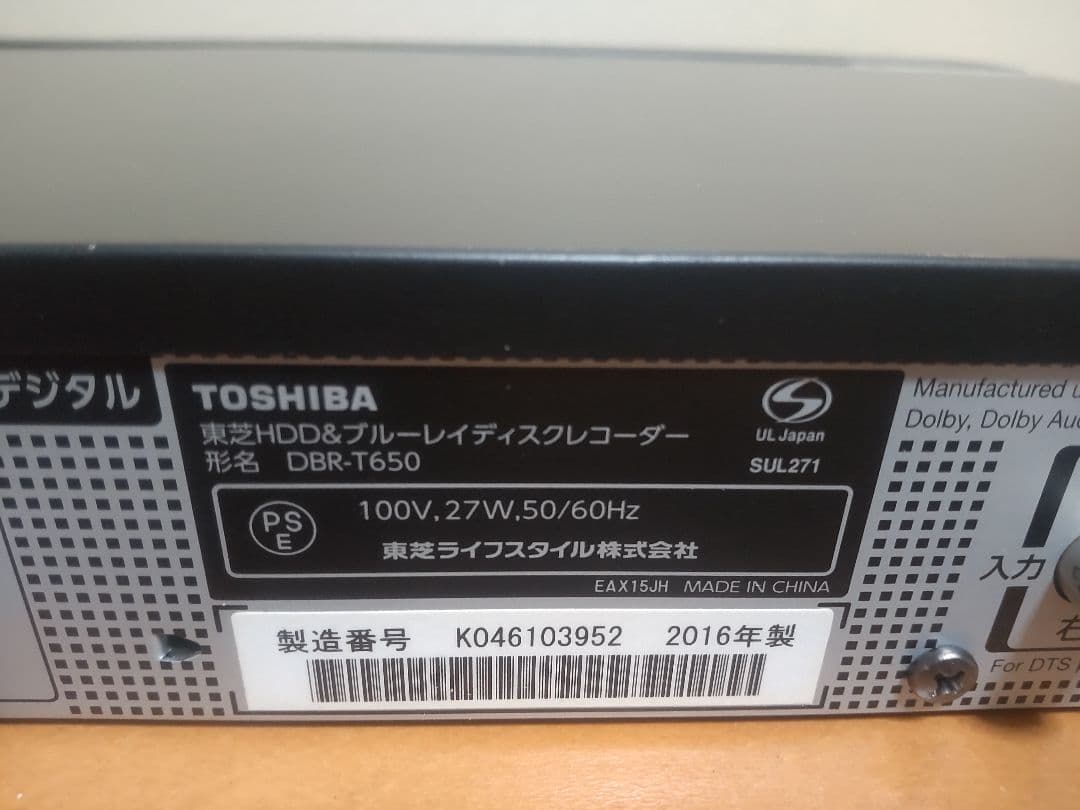 デジタル
TOSHIBA
東芝HDD&ブルーレイディスクレコーダー
形名 DBR-T650
UL Japan
SUL271
PSE
100V,27W,50/60Hz
東芝ライフスタイル株式会社
EAX15JH MADE IN CHINA
製造番号 K046103952 2016年製
Manufactured
Dolby, Dolby
入力
右
For DTS